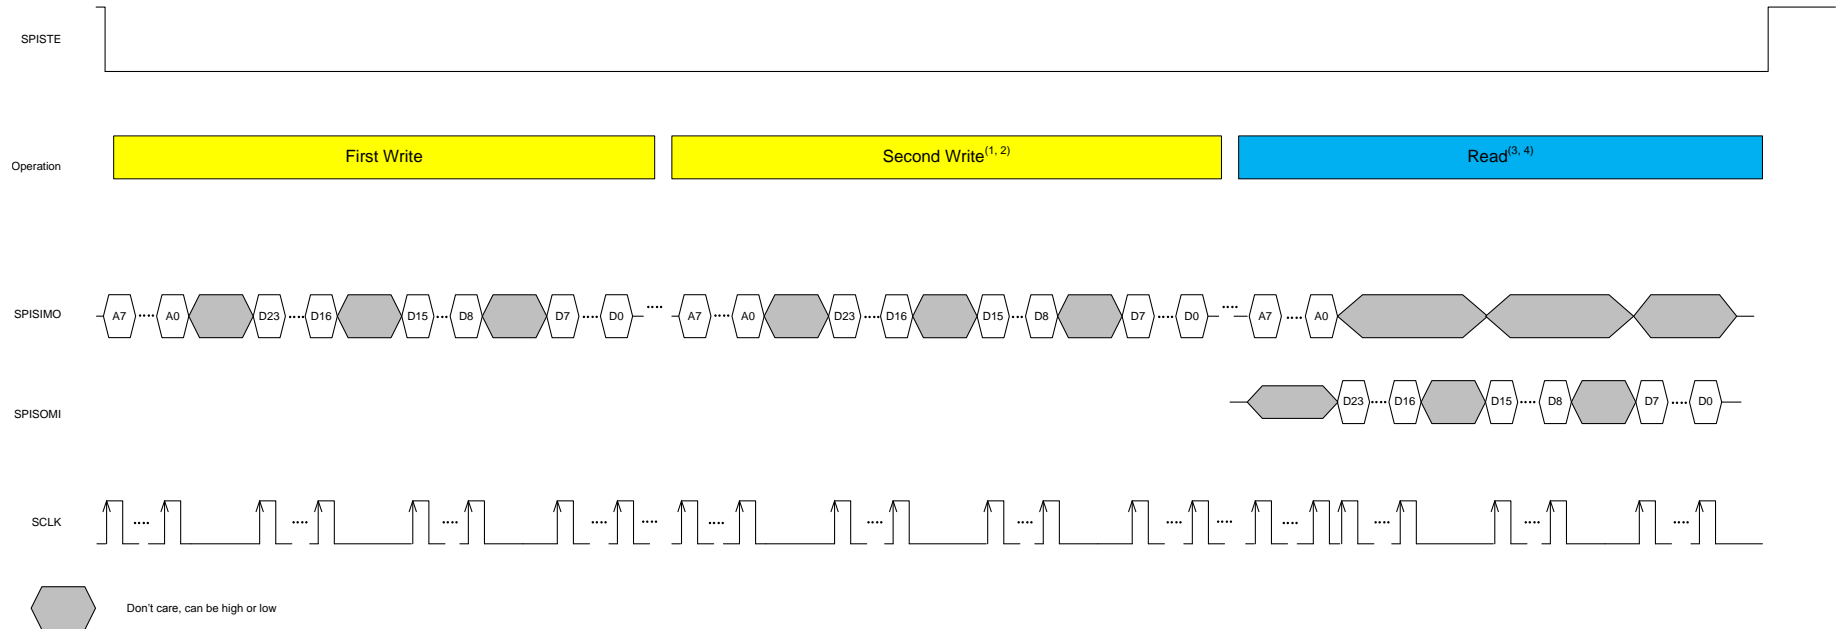 SPISTE
Operation First Write Second Write(1, 2) Read(3, 4)
SPISIMO A7 .... A0 D23 .... D16 D15 .... D8 D7 .... D0 .... A7 .... A0 D23 .... D16 D15 .... D8 D7 .... D0 .... A7 .... A0
SPISOMI D23 .... D16 D15 .... D8 D7 .... D0
SCLK .... .... .... .... .... .... .... .... .... .... .... .... .... ....
Don't care, can be high or low